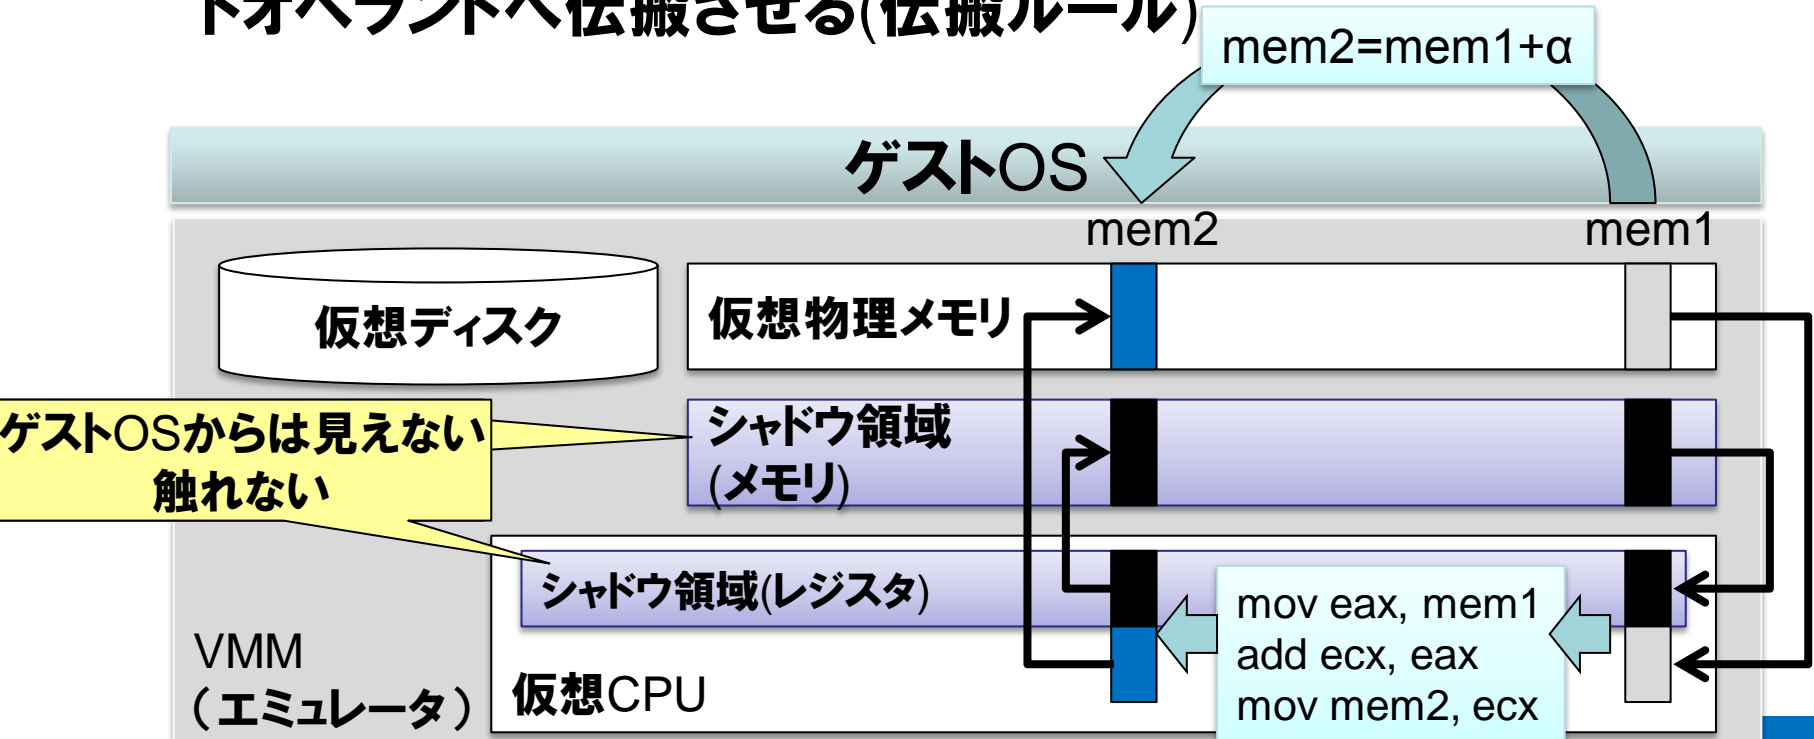 ドオペランドへ伝搬させる(伝搬ルール)
mem2=mem1+α
ゲストOS
mem2
mem1
仮想ディスク
仮想物理メモリ
ゲストOSからは見えない
触れない
シャドウ領域
(メモリ)
シャドウ領域(レジスタ)
mov eax, mem1
add ecx, eax
mov mem2, ecx
VMM
(エミュレータ)
仮想CPU